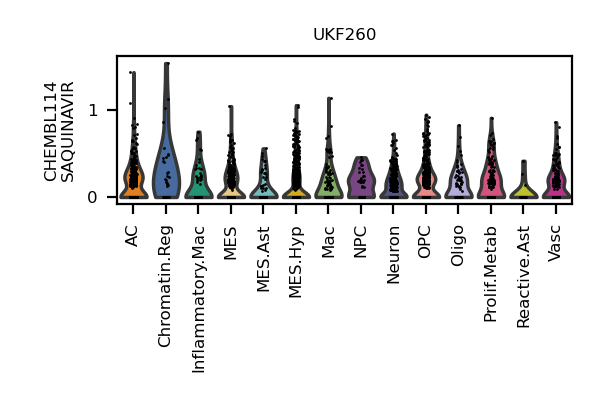 UKF260
CHEMBL114
SAQUINAVIR
1
0
AC
Chromatin.Reg
Inflammatory.Mac
MES
MES.Ast
MES.Hyp
Mac
NPC
Neuron
OPC
Oligo
Prolif.Metab
Reactive.Ast
Vasc